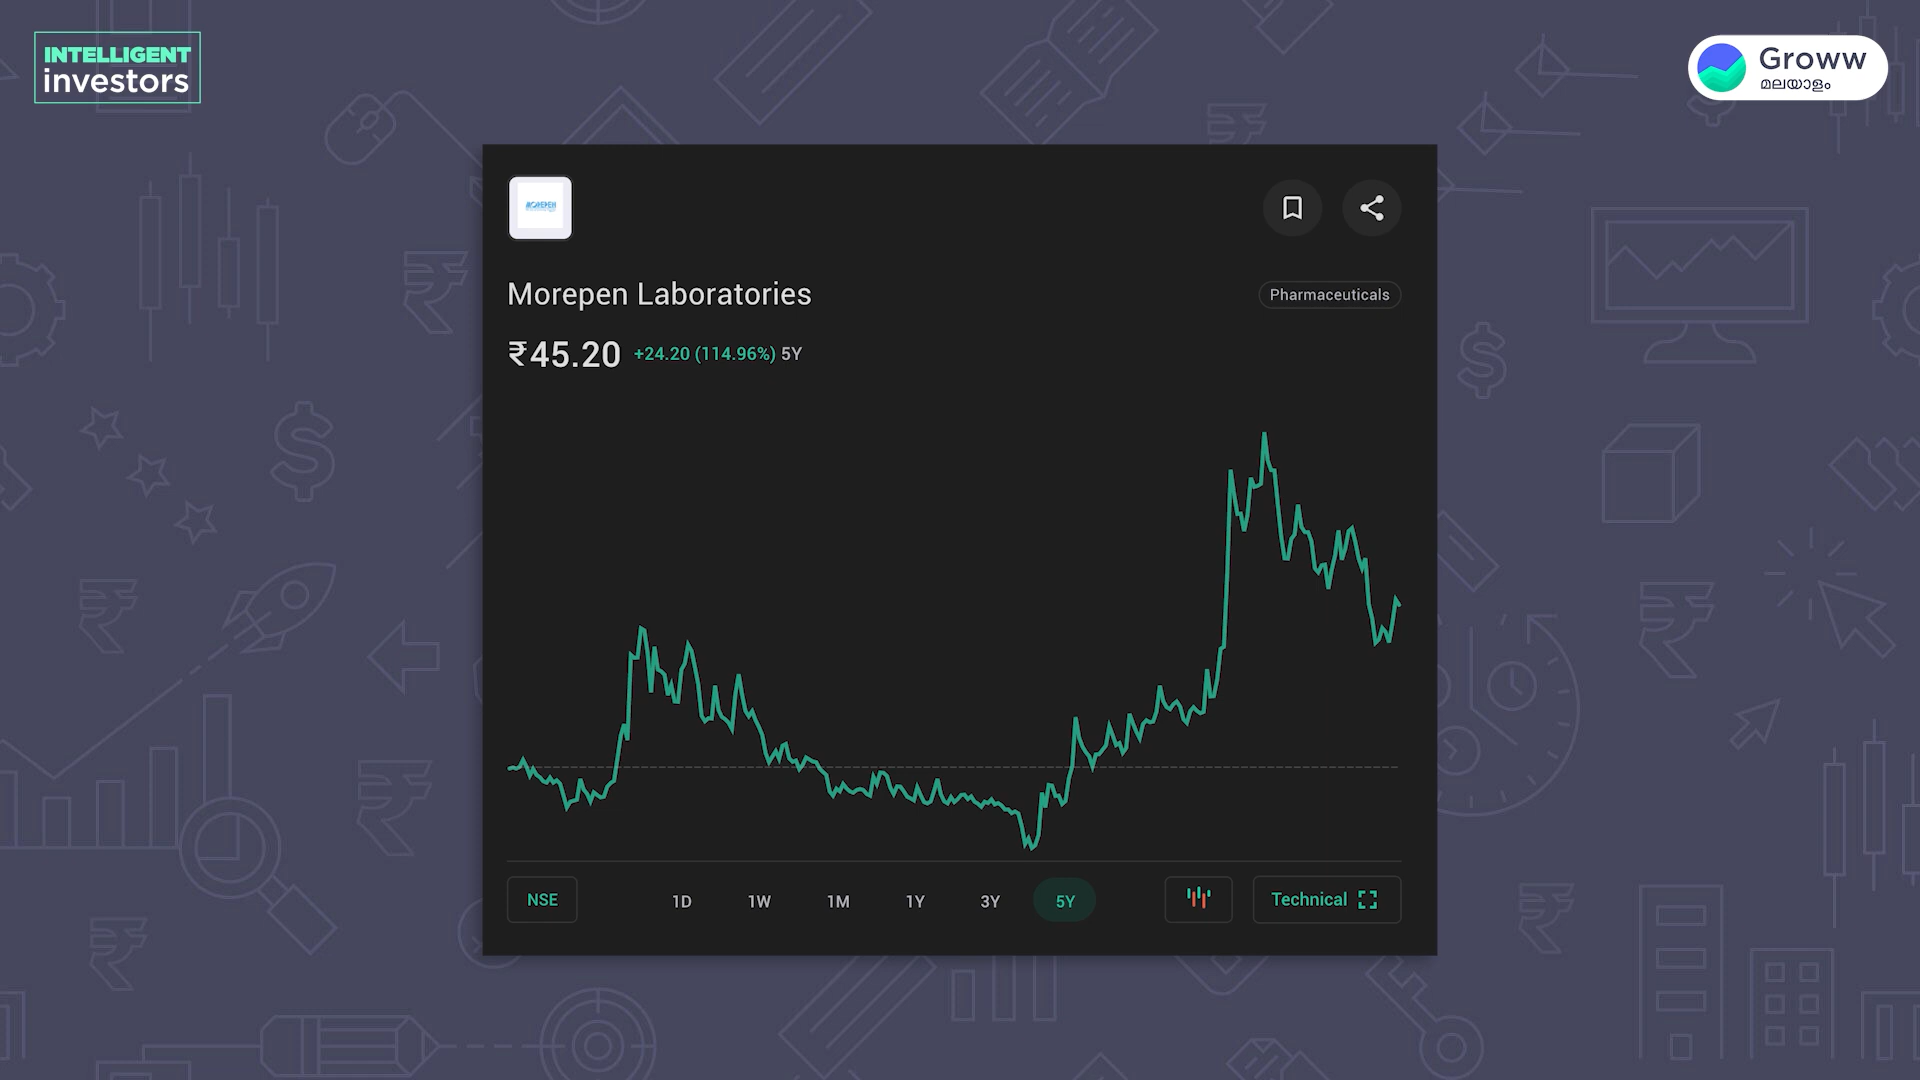 INTELLIGENT
investors
Groww
മലയാളം
MOREPEN
Morepen Laboratories
Pharmaceuticals
₹45.20 +24.20 (114.96%) 5Y
NSE 1D 1W 1M 1Y 3Y 5Y Technical